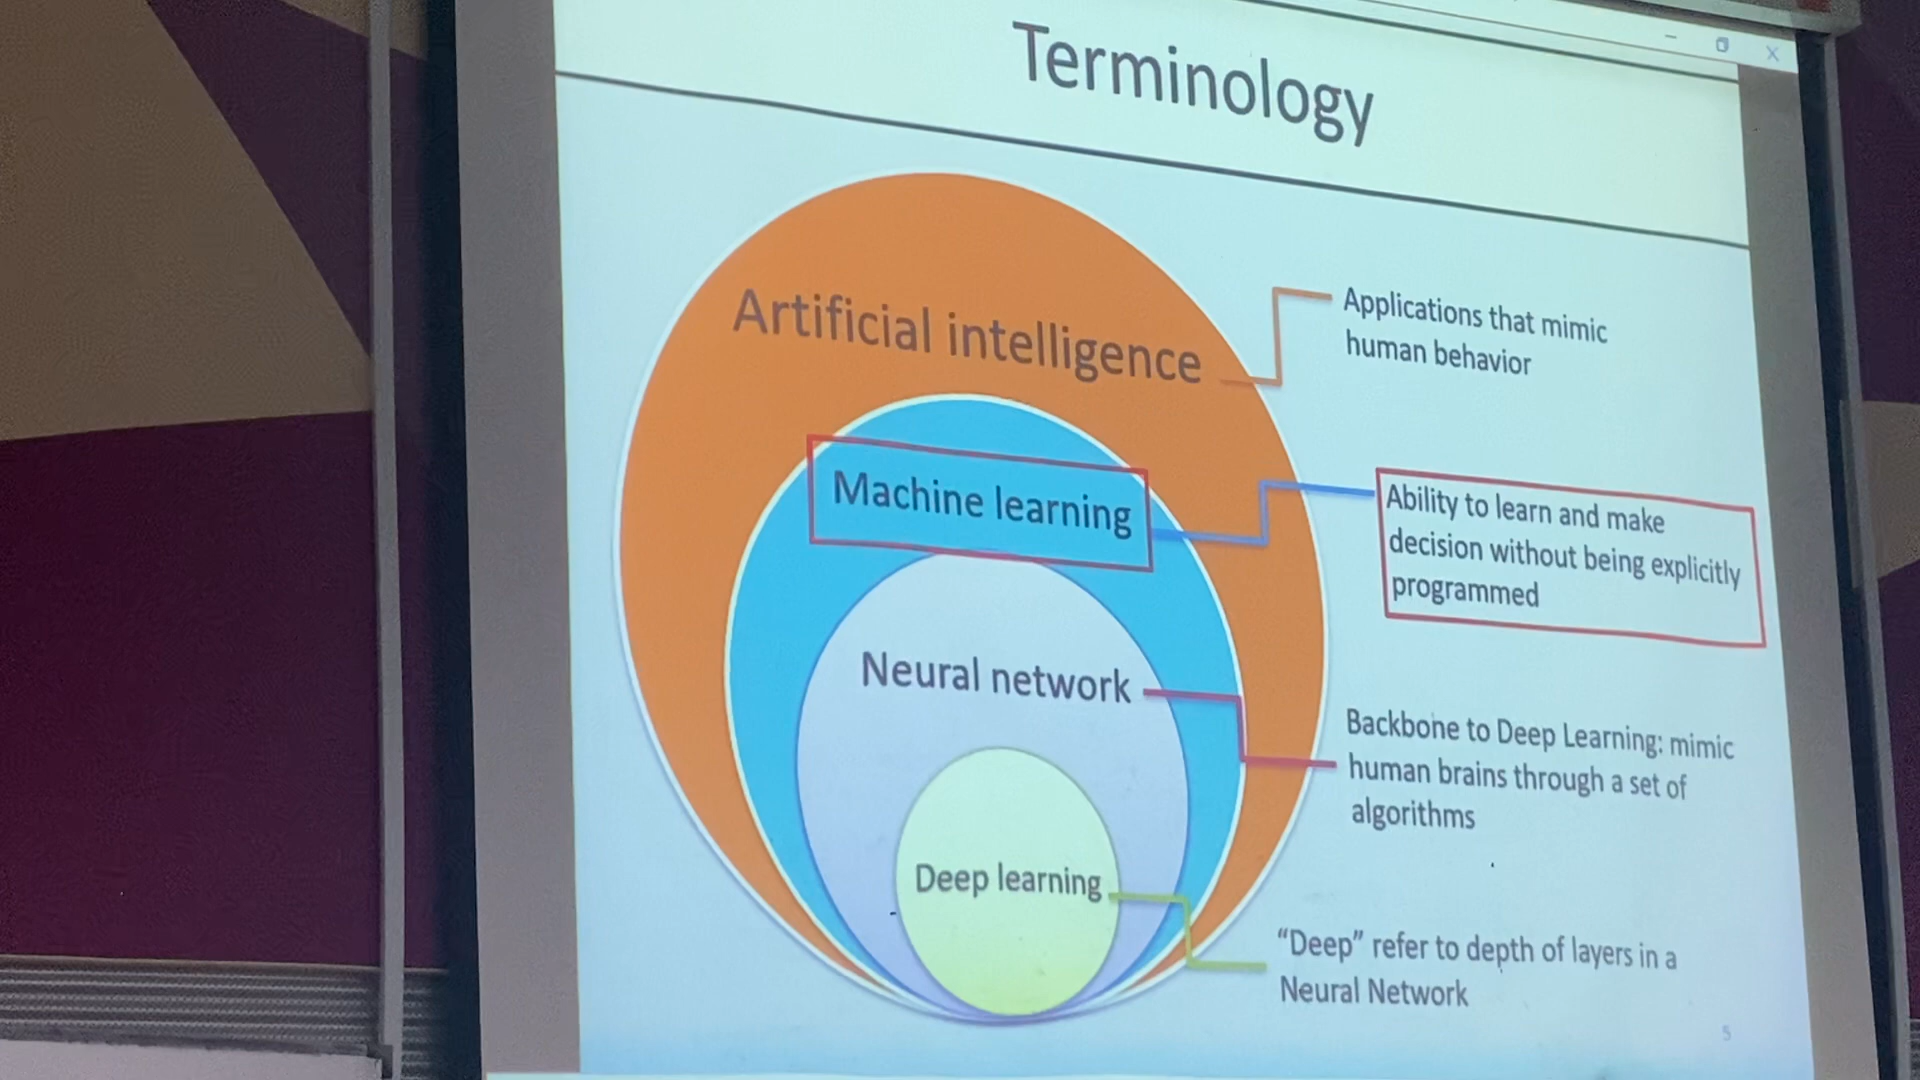 Terminology
Artificial intelligence
Applications that mimic
human behavior
Machine learning
Ability to learn and make
decision without being explicitly
programmed
Neural network
Backbone to Deep Learning: mimic
human brains through a set of
algorithms
Deep learning
“Deep” refer to depth of layers in a
Neural Network
5